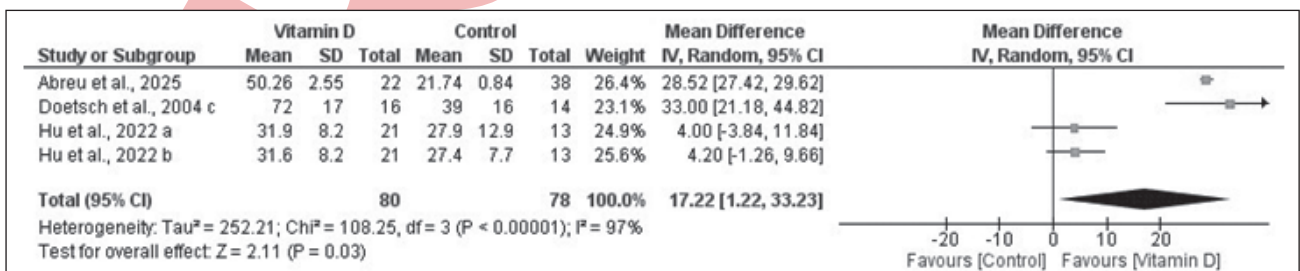 Vitamin D Control Mean Difference Mean Difference
Study or Subgroup Mean SD Total Mean SD Total Weight IV, Random, 95% CI IV, Random, 95% CI
Abreu et al., 2025 50.26 2.55 22 21.74 0.84 38 26.4% 28.52 [27.42, 29.62]
Doetsch et al., 2004 c 72 17 16 39 16 14 23.1% 33.00 [21.18, 44.82]
Hu et al., 2022 a 31.9 8.2 21 27.9 12.9 13 24.9% 4.00 [-3.84, 11.84]
Hu et al., 2022 b 31.6 8.2 21 27.4 7.7 13 25.6% 4.20 [-1.26, 9.66]
Total (95% CI) 80 78 100.0% 17.22 [1.22, 33.23]
Heterogeneity: Tau² = 252.21; Chi² = 108.25, df = 3 (P < 0.00001); I² = 97%
Test for overall effect: Z = 2.11 (P = 0.03)
-20 -10 0 10 20
Favours [Control] Favours [Vitamin D]